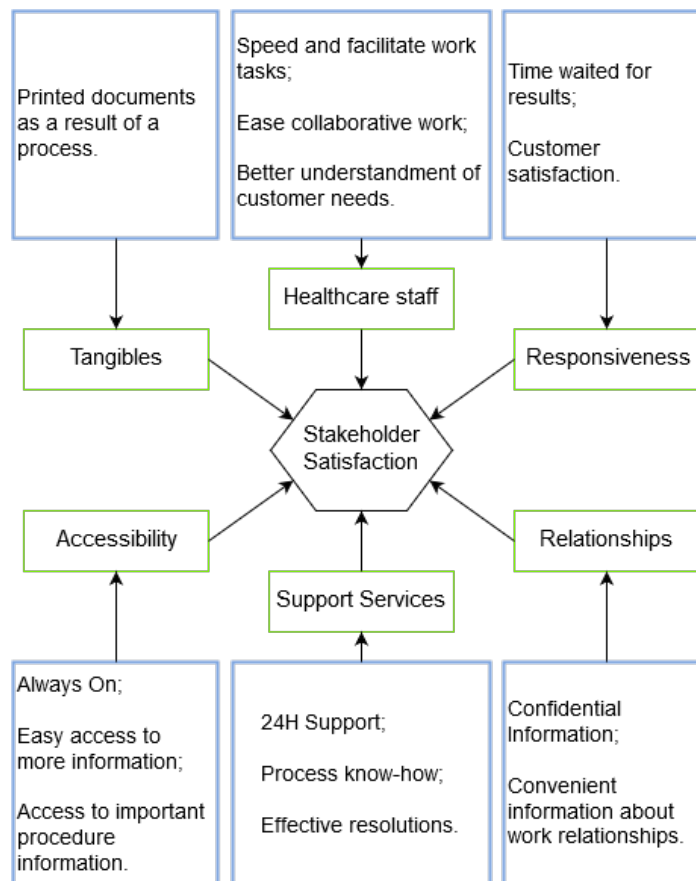 Printed documents
as a result of a
process.
Speed and facilitate work
tasks;
Ease collaborative work;
Better understandment of
customer needs.
Time waited for
results;
Customer
satisfaction.
Healthcare staff
Tangibles
Responsiveness
Stakeholder
Satisfaction
Accessibility
Relationships
Support Services
Always On;
Easy access to
more information;
Access to important
procedure
information.
24H Support;
Process know-how;
Effective resolutions.
Confidential
Information;
Convenient
information about
work relationships.